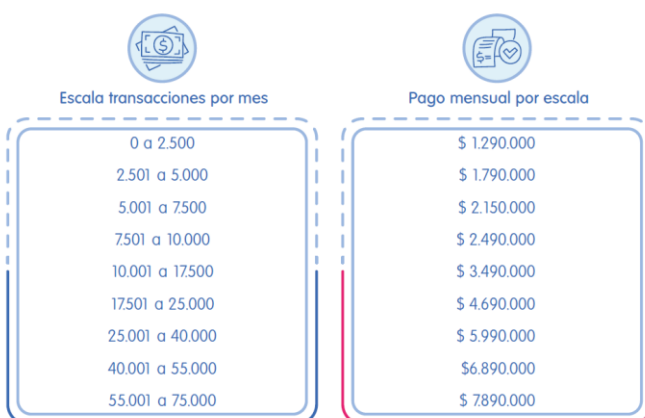 Escala transacciones por mes
Pago mensual por escala
0 a 2.500
$ 1.290.000
2.501 a 5.000
$ 1.790.000
5.001 a 7.500
$ 2.150.000
7.501 a 10.000
$ 2.490.000
10.001 a 17.500
$ 3.490.000
17.501 a 25.000
$ 4.690.000
25.001 a 40.000
$ 5.990.000
40.001 a 55.000
$6.890.000
55.001 a 75.000
$ 7.890.000